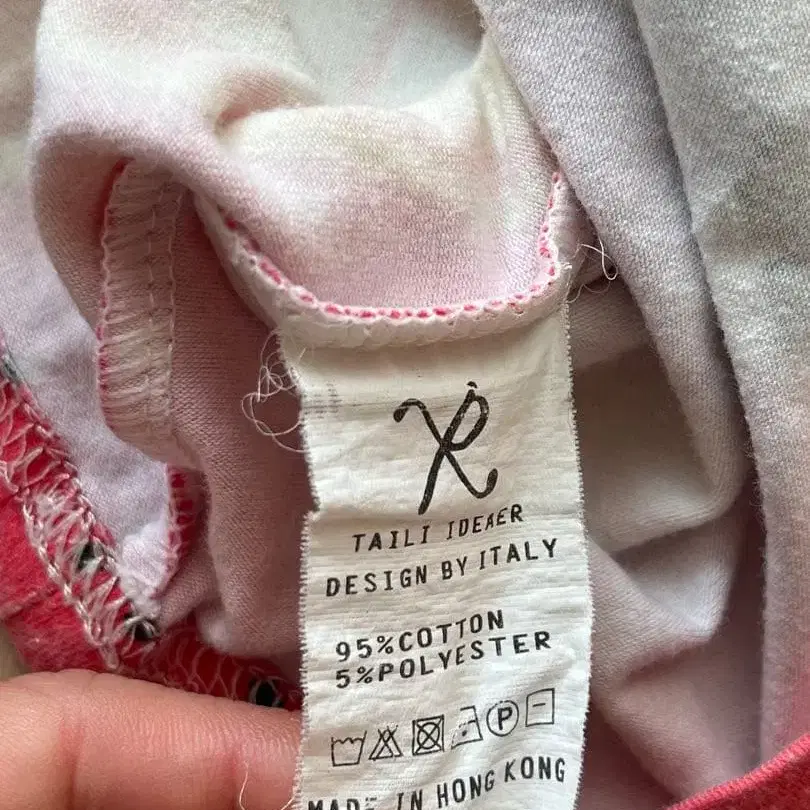 TAILI IDEAER
DESIGN BY ITALY
95%COTTON
5%POLYESTER
P
MADE IN HONG KONG